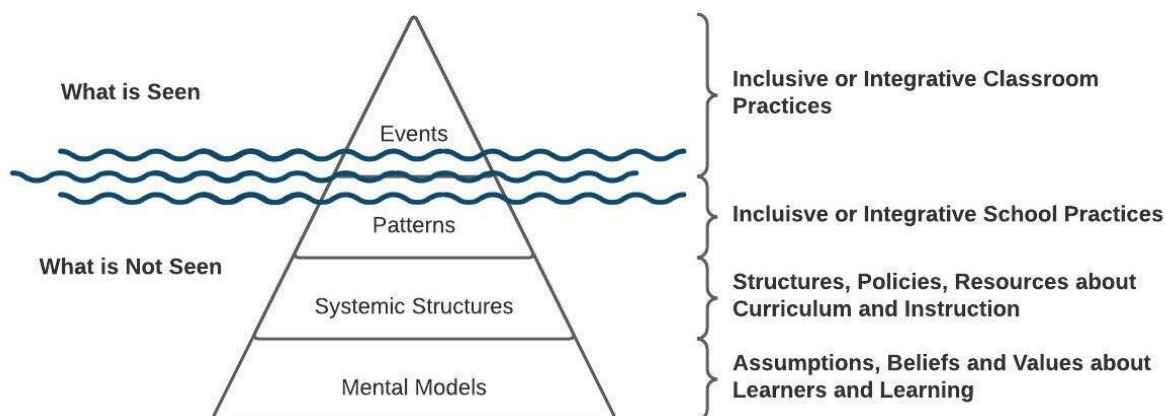 What is Seen
Events
Inclusive or Integrative Classroom
Practices
Patterns
Incluisve or Integrative School Practices
What is Not Seen
Systemic Structures
Structures, Policies, Resources about
Curriculum and Instruction
Mental Models
Assumptions, Beliefs and Values about
Learners and Learning